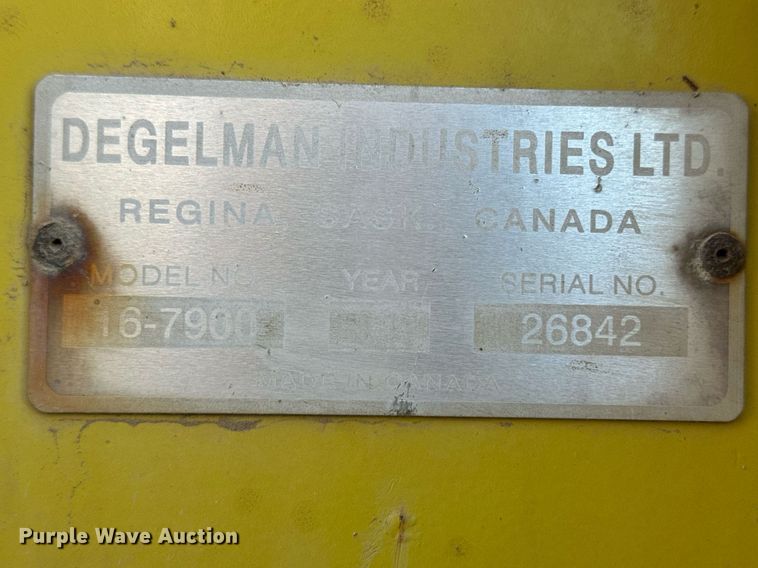 DEGELMAN INDUSTRIES LTD.
REGINA, SASK. CANADA
MODEL NO. YEAR SERIAL NO.
16-7900 26842
MADE IN CANADA
Purple Wave Auction